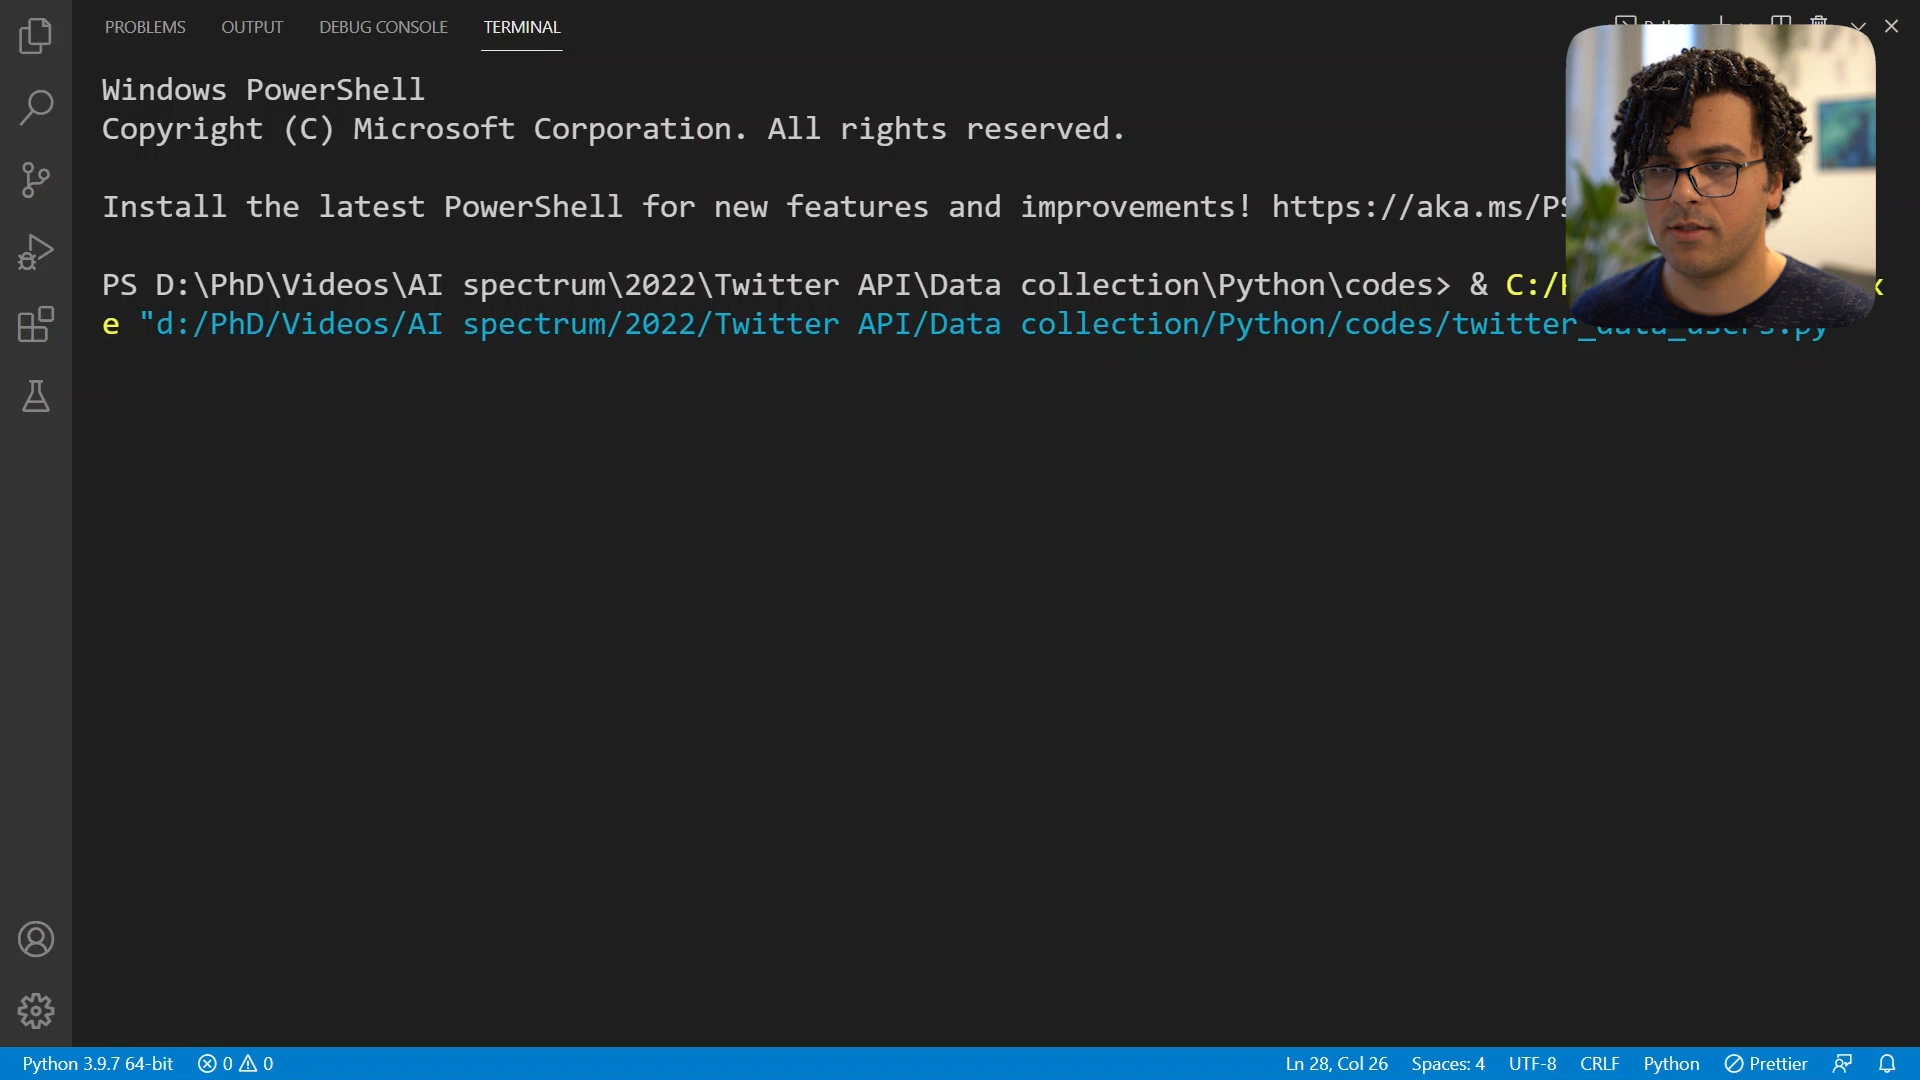 PROBLEMS OUTPUT DEBUG CONSOLE TERMINAL
Windows PowerShell
Copyright (C) Microsoft Corporation. All rights reserved.
Install the latest PowerShell for new features and improvements! https://aka.ms/PS
PS D:\PhD\Videos\AI spectrum\2022\Twitter API\Data collection\Python\codes> & C:/
e "d:/PhD/Videos/AI spectrum/2022/Twitter API/Data collection/Python/codes/twitter_data_users.py
Python 3.9.7 64-bit 0 0 Ln 28, Col 26 Spaces: 4 UTF-8 CRLF Python Prettier